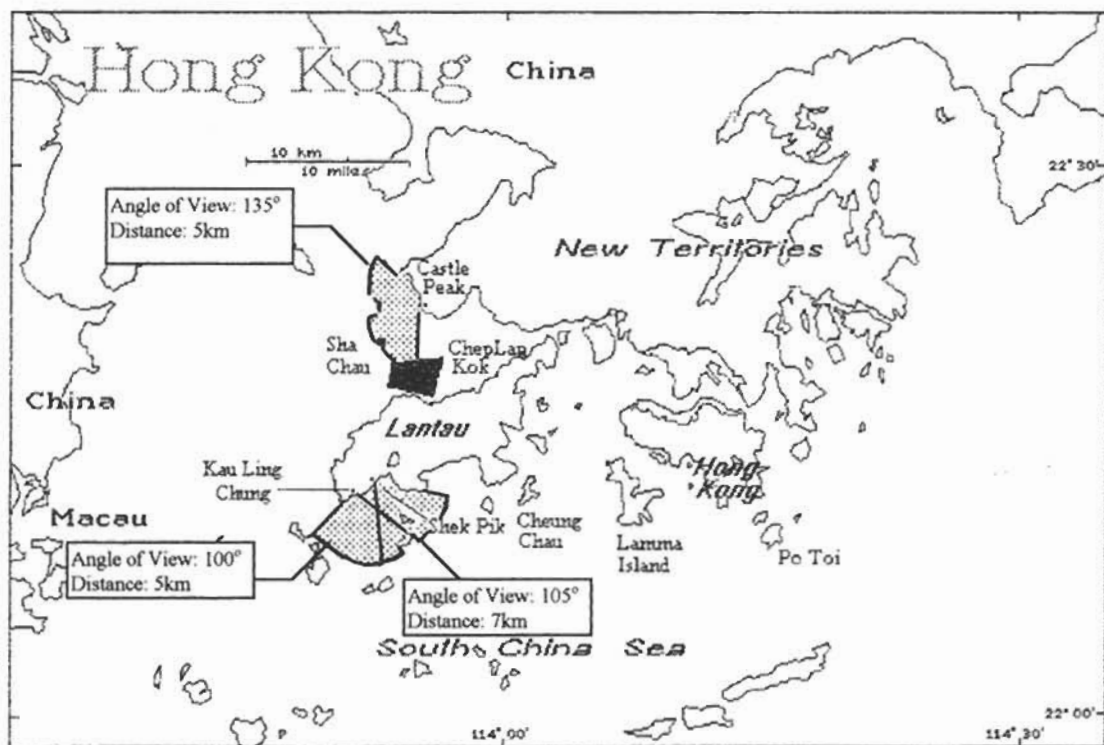 Hong Kong
China
10 km
10 miles
22° 30'
Angle of View: 135°
Distance: 5km
New Territories
Castle
Peak
Sha
Chau
ChepLap
Kok
China
Lantau
Kau Ling
Chung
Hong
Kong
Macau
Shek Pik
Cheung
Chau
Lamma
Island
Po Toi
Angle of View: 100°
Distance: 5km
Angle of View: 105°
Distance: 7km
South China Sea
22° 00'
P
114° 00'
114° 30'